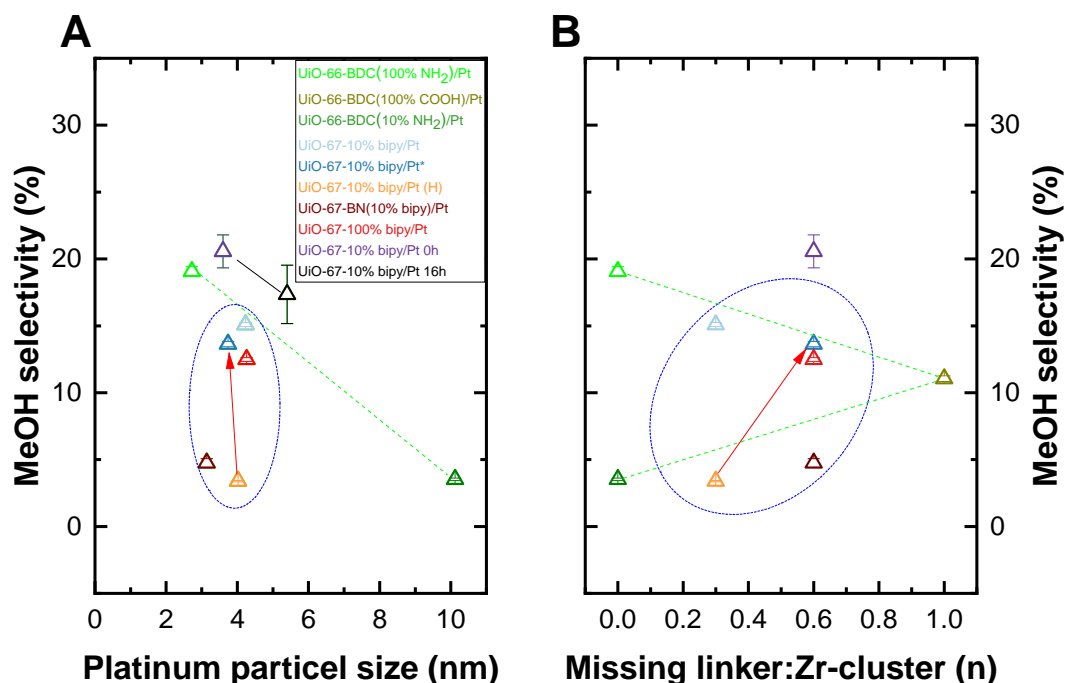 A
B
UiO-66-BDC(100% NH₂)/Pt
UiO-66-BDC(100% COOH)/Pt
UiO-66-BDC(10% NH₂)/Pt
UiO-67-10% bipy/Pt
UiO-67-10% bipy/Pt*
UiO-67-10% bipy/Pt (H)
UiO-67-BN(10% bipy)/Pt
UiO-67-100% bipy/Pt
UiO-67-10% bipy/Pt 0h
UiO-67-10% bipy/Pt 16h
MeOH selectivity (%)
30
20
10
0
0 2 4 6 8 10
Platinum particel size (nm)
30
20
10
0
MeOH selectivity (%)
0.0 0.2 0.4 0.6 0.8 1.0
Missing linker:Zr-cluster (n)